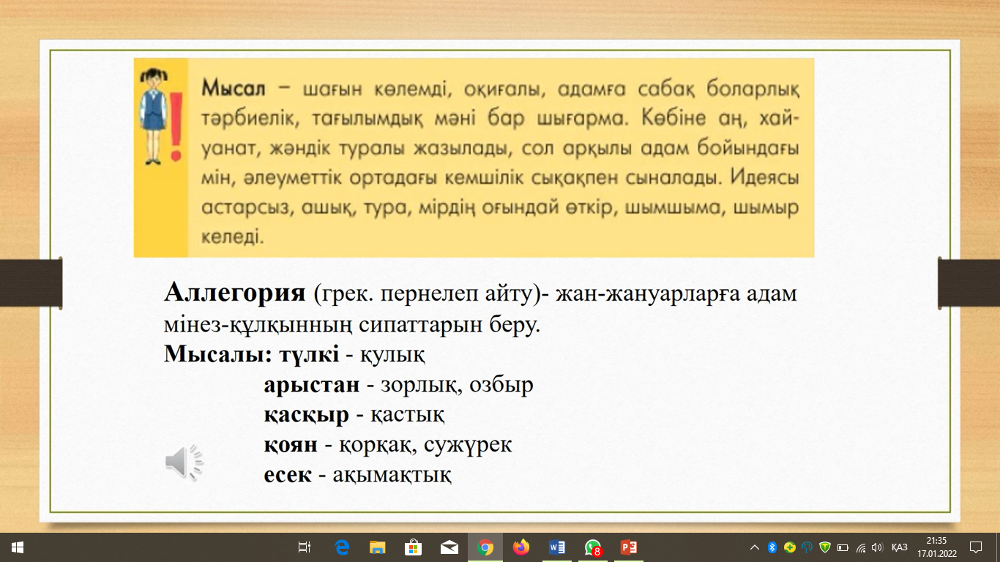 Мысал – шағын көлемді, оқиғалы, адамға сабақ боларлық
тәрбиелік, тағылымдық мәні бар шығарма. Көбіне аң, хай-
уанат, жәндік туралы жазылады, сол арқылы адам бойындағы
мін, әлеуметтік ортадағы кемшілік сықақпен сыналады. Идеясы
астарсыз, ашық, тура, мірдің оғындай өткір, шымшыма, шымыр
келеді.
Аллегория (грек. пернелеп айту)- жан-жануарларға адам
мінез-құлқынның сипаттарын беру.
Мысалы: түлкі - қулық
арыстан - зорлық, озбыр
қасқыр - қастық
қоян - қорқақ, сужүрек
есек - ақымақтық
8
ҚАЗ
21:35
17.01.2022